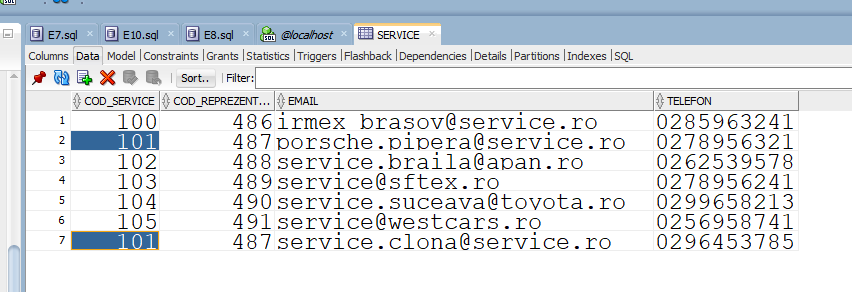 E7.sql E10.sql E8.sql @localhost SERVICE
Columns Data Model Constraints Grants Statistics Triggers Flashback Dependencies Details Partitions Indexes SQL
Sort.. Filter:
COD_SERVICE COD_REPREZENT... EMAIL TELEFON
1 100 486 irmex_brasov@service.ro 0285963241
2 101 487 porsche.pipera@service.ro 0278956321
3 102 488 service.braila@apan.ro 0262539578
4 103 489 service@sftex.ro 0278956241
5 104 490 service.suceava@toyota.ro 0299658213
6 105 491 service@westcars.ro 0256958741
7 101 487 service.clona@service.ro 0296453785